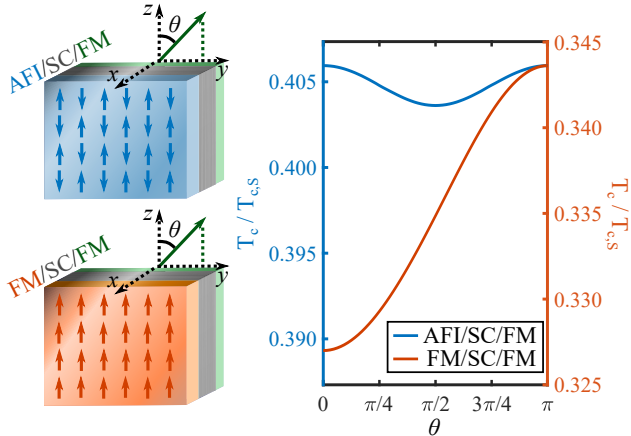 z
θ
AFI/SC/FM
x
y
z
θ
FM/SC/FM
x
y
0.405
0.400
0.395
0.390
T_c / T_c,S
0.345
0.340
0.335
0.330
0.325
T_c / T_c,S
AFI/SC/FM
FM/SC/FM
0 π/4 π/2 3π/4 π
θ